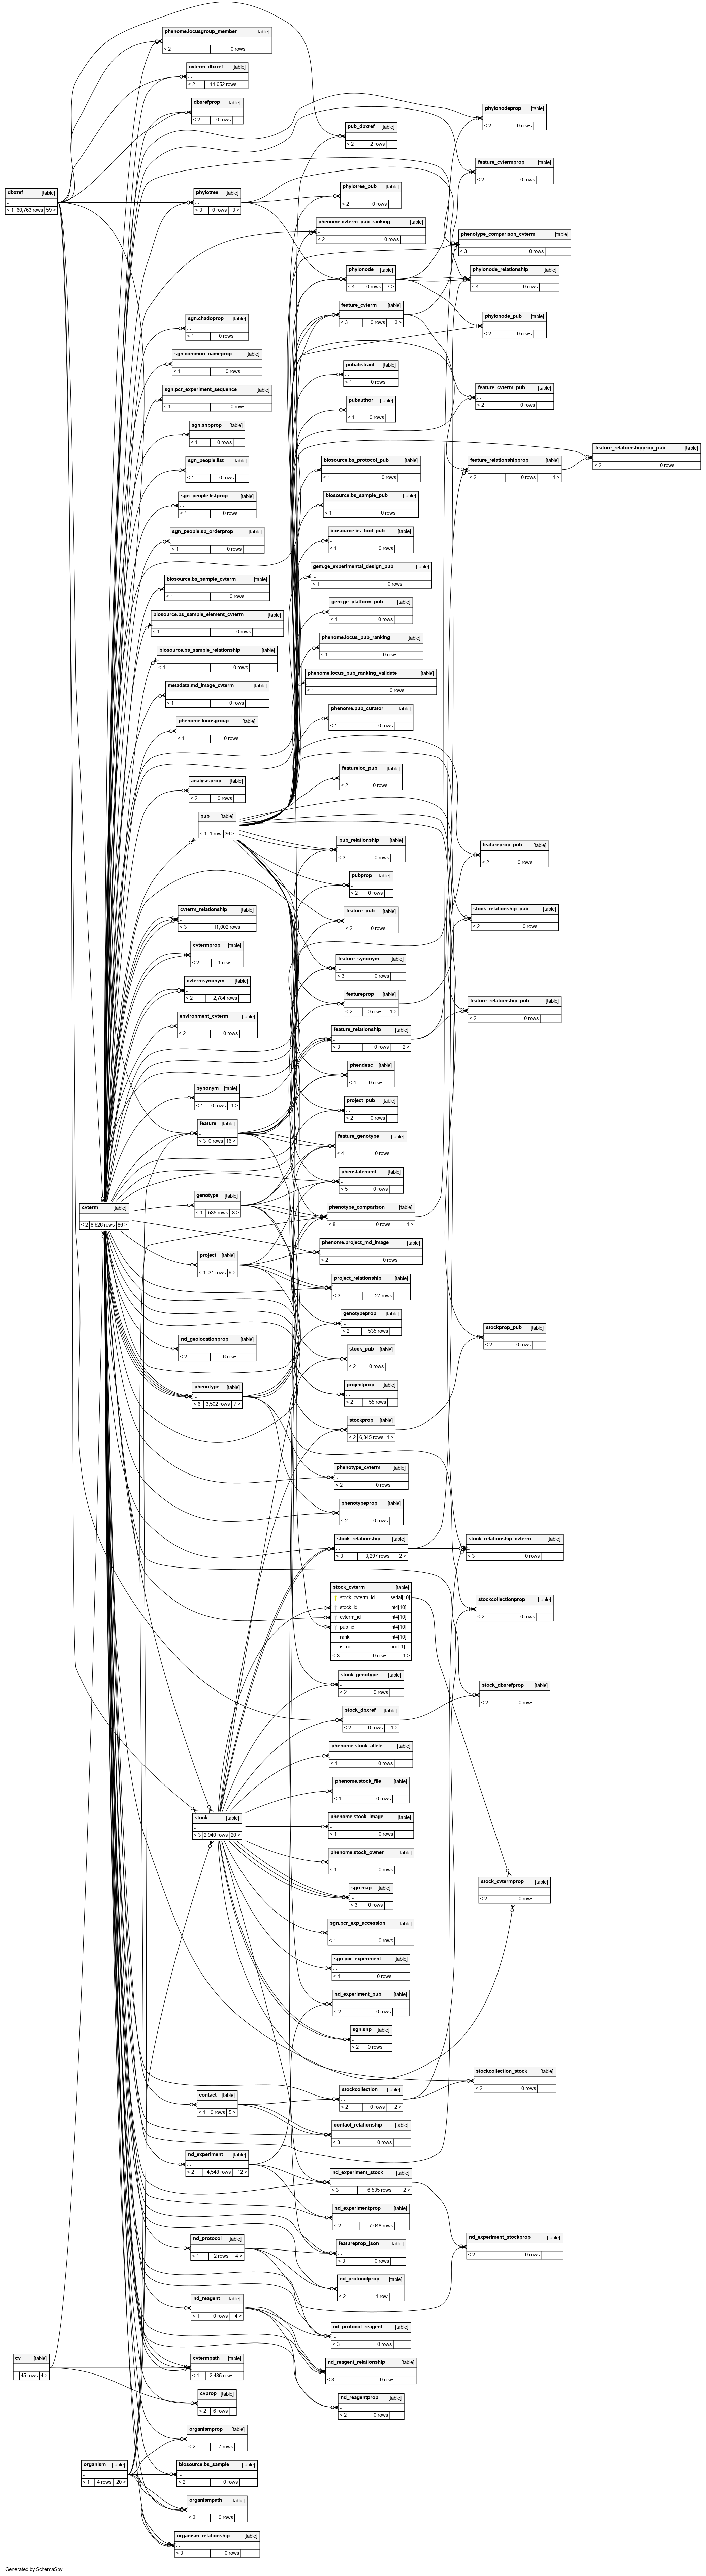 phenome.locusgroup_member [table]
...
< 2 0 rows
cvterm_dbxref [table]
...
< 2 11,652 rows
dbxrefprop [table]
...
< 2 0 rows
phylonodeprop [table]
...
< 2 0 rows
pub_dbxref [table]
...
< 2 2 rows
feature_cvtermprop [table]
...
< 2 0 rows
dbxref [table]
...
< 1 60,763 rows 59 >
phylotree [table]
...
< 3 0 rows 3 >
phylotree_pub [table]
...
< 2 0 rows
phenome.cvterm_pub_ranking [table]
...
< 2 0 rows
phenotype_comparison_cvterm [table]
...
< 3 0 rows
phylonode [table]
...
< 4 0 rows 7 >
phylonode_relationship [table]
...
< 4 0 rows
feature_cvterm [table]
...
< 3 0 rows 3 >
phylonode_pub [table]
...
< 2 0 rows
sgn.chadoprop [table]
...
< 1 0 rows
sgn.common_nameprop [table]
...
< 1 0 rows
pubabstract [table]
...
< 1 0 rows
sgn.pcr_experiment_sequence [table]
...
< 1 0 rows
feature_cvterm_pub [table]
...
< 2 0 rows
pubauthor [table]
...
< 1 0 rows
sgn.snpprop [table]
...
< 1 0 rows
feature_relationshipprop_pub [table]
...
< 2 0 rows
sgn_people.list [table]
...
< 1 0 rows
biosource.bs_protocol_pub [table]
...
< 1 0 rows
feature_relationshipprop [table]
...
< 2 0 rows 1 >
sgn_people.listprop [table]
...
< 1 0 rows
biosource.bs_sample_pub [table]
...
< 1 0 rows
sgn_people.sp_orderprop [table]
...
< 1 0 rows
biosource.bs_tool_pub [table]
...
< 1 0 rows
gem.ge_experimental_design_pub [table]
...
< 1 0 rows
biosource.bs_sample_cvterm [table]
...
< 1 0 rows
gem.ge_platform_pub [table]
...
< 1 0 rows
biosource.bs_sample_element_cvterm [table]
...
< 1 0 rows
phenome.locus_pub_ranking [table]
...
< 1 0 rows
biosource.bs_sample_relationship [table]
...
< 1 0 rows
phenome.locus_pub_ranking_validate [table]
...
< 1 0 rows
metadata.md_image_cvterm [table]
...
< 1 0 rows
phenome.pub_curator [table]
...
< 1 0 rows
phenome.locusgroup [table]
...
< 1 0 rows
featureloc_pub [table]
...
< 2 0 rows
analysisprop [table]
...
< 2 0 rows
pub [table]
...
< 1 1 row 36 >
pub_relationship [table]
...
< 3 0 rows
featureprop_pub [table]
...
< 2 0 rows
pubprop [table]
...
< 2 0 rows
cvterm_relationship [table]
...
< 3 11,002 rows
feature_pub [table]
...
< 2 0 rows
stock_relationship_pub [table]
...
< 2 0 rows
cvtermprop [table]
...
< 2 1 row
feature_synonym [table]
...
< 3 0 rows
cvtermsynonym [table]
...
< 2 2,784 rows
featureprop [table]
...
< 2 0 rows 1 >
feature_relationship_pub [table]
...
< 2 0 rows
environment_cvterm [table]
...
< 2 0 rows
feature_relationship [table]
...
< 3 0 rows 2 >
phendesc [table]
...
< 4 0 rows
synonym [table]
...
< 1 0 rows 1 >
project_pub [table]
...
< 2 0 rows
feature [table]
...
< 3 0 rows 16 >
feature_genotype [table]
...
< 4 0 rows
phenstatement [table]
...
< 5 0 rows
cvterm [table]
...
< 2 8,626 rows 86 >
genotype [table]
...
< 1 535 rows 8 >
phenotype_comparison [table]
...
< 8 0 rows 1 >
phenome.project_md_image [table]
...
< 2 0 rows
project [table]
...
< 1 31 rows 9 >
project_relationship [table]
...
< 3 27 rows
genotypeprop [table]
...
< 2 535 rows
stockprop_pub [table]
...
< 2 0 rows
nd_geolocationprop [table]
...
< 2 6 rows
stock_pub [table]
...
< 2 0 rows
phenotype [table]
...
< 6 3,502 rows 7 >
projectprop [table]
...
< 2 55 rows
stockprop [table]
...
< 2 6,345 rows 1 >
phenotype_cvterm [table]
...
< 2 0 rows
phenotypeprop [table]
...
< 2 0 rows
stock_relationship [table]
...
< 3 3,297 rows 2 >
stock_relationship_cvterm [table]
...
< 3 0 rows
stock_cvterm [table]
stock_cvterm_id serial[10]
stock_id int4[10]
cvterm_id int4[10]
pub_id int4[10]
rank int4[10]
is_not bool[1]
< 3 0 rows 1 >
stockcollectionprop [table]
...
< 2 0 rows
stock_genotype [table]
...
< 2 0 rows
stock_dbxrefprop [table]
...
< 2 0 rows
stock_dbxref [table]
...
< 2 0 rows 1 >
phenome.stock_allele [table]
...
< 1 0 rows
phenome.stock_file [table]
...
< 1 0 rows
stock [table]
...
< 3 2,940 rows 20 >
phenome.stock_image [table]
...
< 1 0 rows
phenome.stock_owner [table]
...
< 1 0 rows
sgn.map [table]
...
< 3 0 rows
stock_cvtermprop [table]
...
< 2 0 rows
sgn.pcr_exp_accession [table]
...
< 1 0 rows
sgn.pcr_experiment [table]
...
< 1 0 rows
nd_experiment_pub [table]
...
< 2 0 rows
sgn.snp [table]
...
< 2 0 rows
stockcollection_stock [table]
...
< 2 0 rows
contact [table]
...
< 1 0 rows 5 >
stockcollection [table]
...
< 2 0 rows 2 >
contact_relationship [table]
...
< 3 0 rows
nd_experiment [table]
...
< 2 4,548 rows 12 >
nd_experiment_stock [table]
...
< 3 6,535 rows 2 >
nd_experimentprop [table]
...
< 2 7,048 rows
nd_protocol [table]
...
< 1 2 rows 4 >
featureprop_json [table]
...
< 3 0 rows
nd_experiment_stockprop [table]
...
< 2 0 rows
nd_protocolprop [table]
...
< 2 1 row
nd_reagent [table]
...
< 1 0 rows 4 >
nd_protocol_reagent [table]
...
< 3 0 rows
cv [table]
...
45 rows 4 >
cvtermpath [table]
...
< 4 2,435 rows
nd_reagent_relationship [table]
...
< 3 0 rows
cvprop [table]
...
< 2 6 rows
nd_reagentprop [table]
...
< 2 0 rows
organismprop [table]
...
< 2 7 rows
organism [table]
...
< 1 4 rows 20 >
biosource.bs_sample [table]
...
< 2 0 rows
organismpath [table]
...
< 3 0 rows
organism_relationship [table]
...
< 3 0 rows
Generated by SchemaSpy